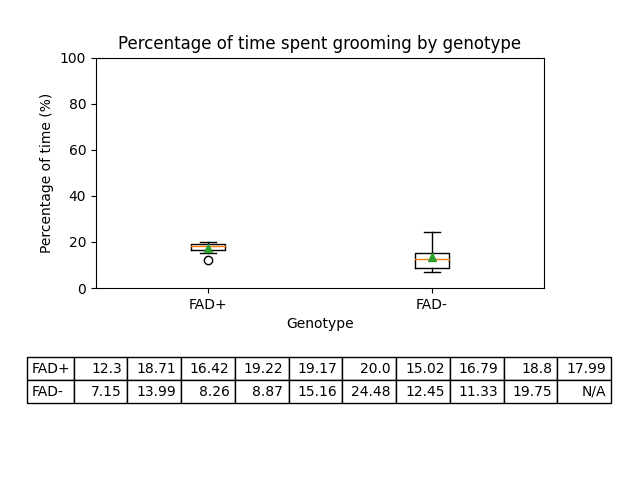 Percentage of time spent grooming by genotype
100
80
60
40
20
0
Percentage of time (%)
FAD+ FAD-
Genotype
FAD+ 12.3 18.71 16.42 19.22 19.17 20.0 15.02 16.79 18.8 17.99
FAD- 7.15 13.99 8.26 8.87 15.16 24.48 12.45 11.33 19.75 N/A